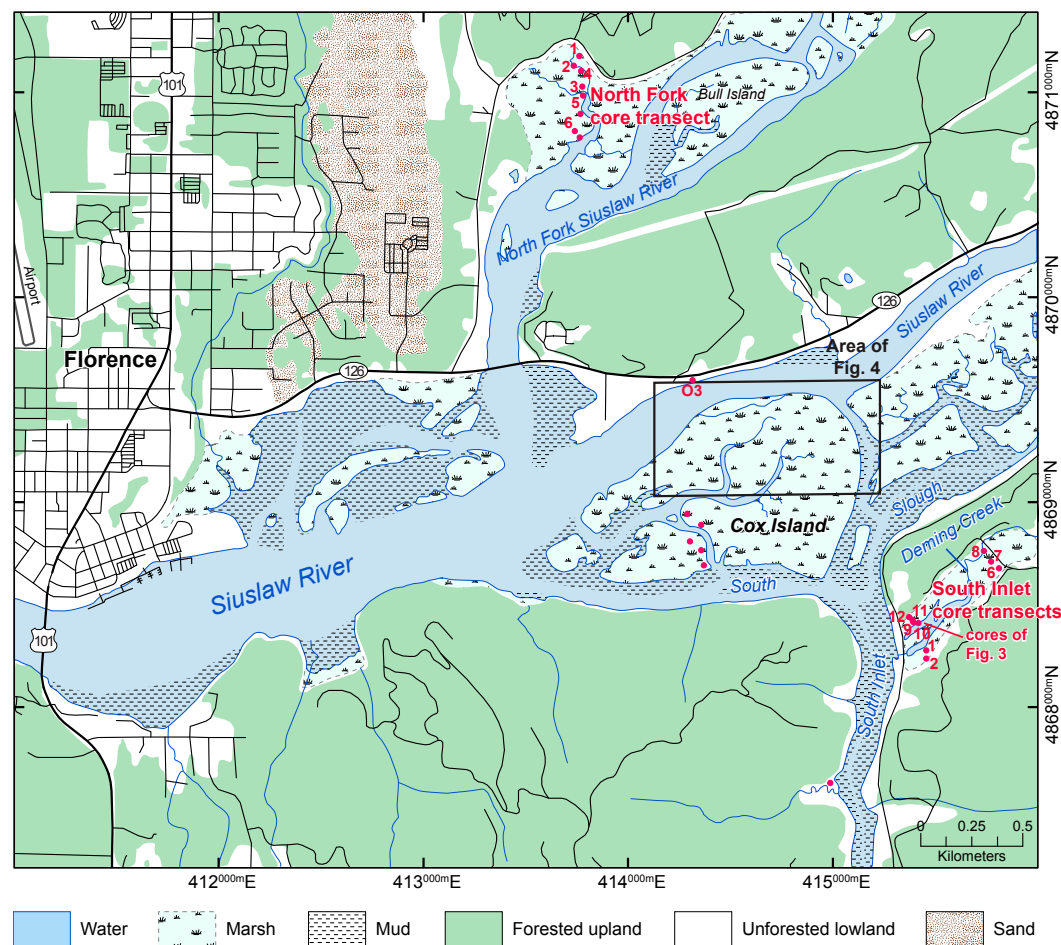 1
2
4
3
5
6
North Fork
core transect
Bull Island
101
4871000mN
North Fork Siuslaw River
Airport
Florence
126
126
Siuslaw River
4870000mN
Area of
Fig. 4
O3
Cox Island
Slough
South
Deming Creek
4869000mN
8
7
6
South Inlet
core transects
12
11
9
10
cores of
Fig. 3
1
2
Siuslaw River
101
South Inlet
4868000mN
0 0.25 0.5
Kilometers
412000mE
413000mE
414000mE
415000mE
Water
Marsh
Mud
Forested upland
Unforested lowland
Sand